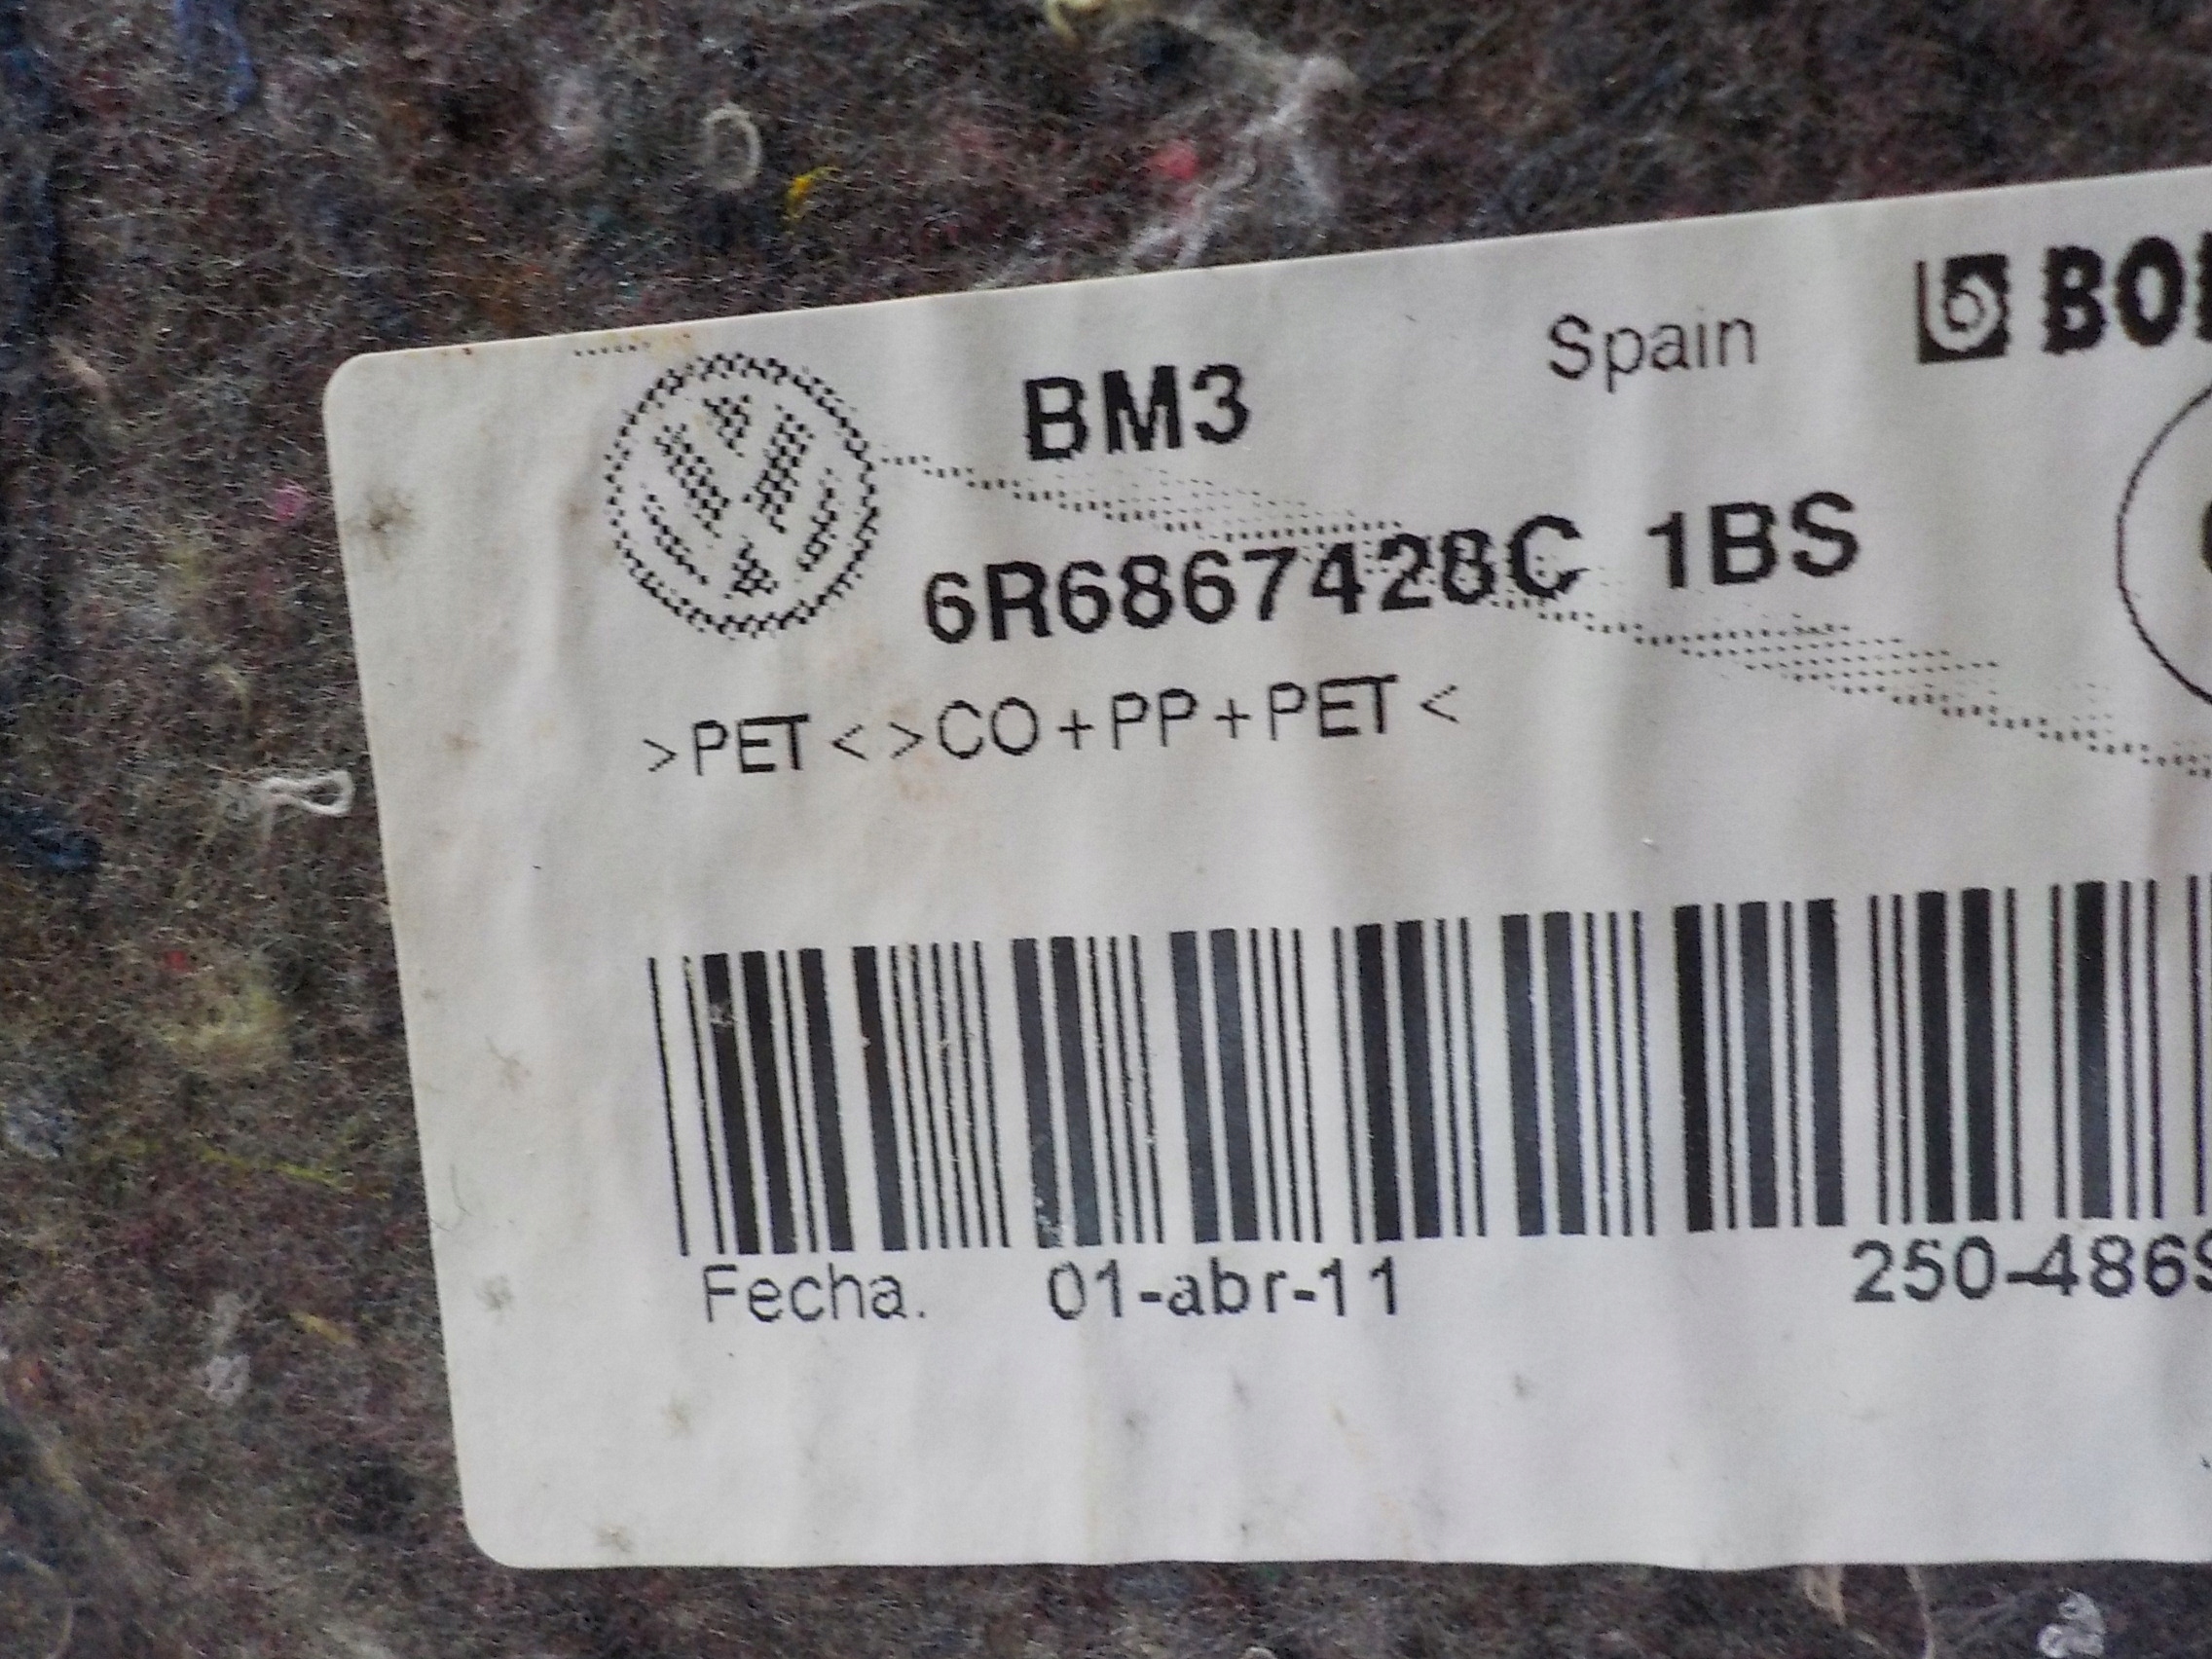 BM3 Spain
6R6867428C 1BS
>PET<>CO+PP+PET<
Fecha. 01-abr-11